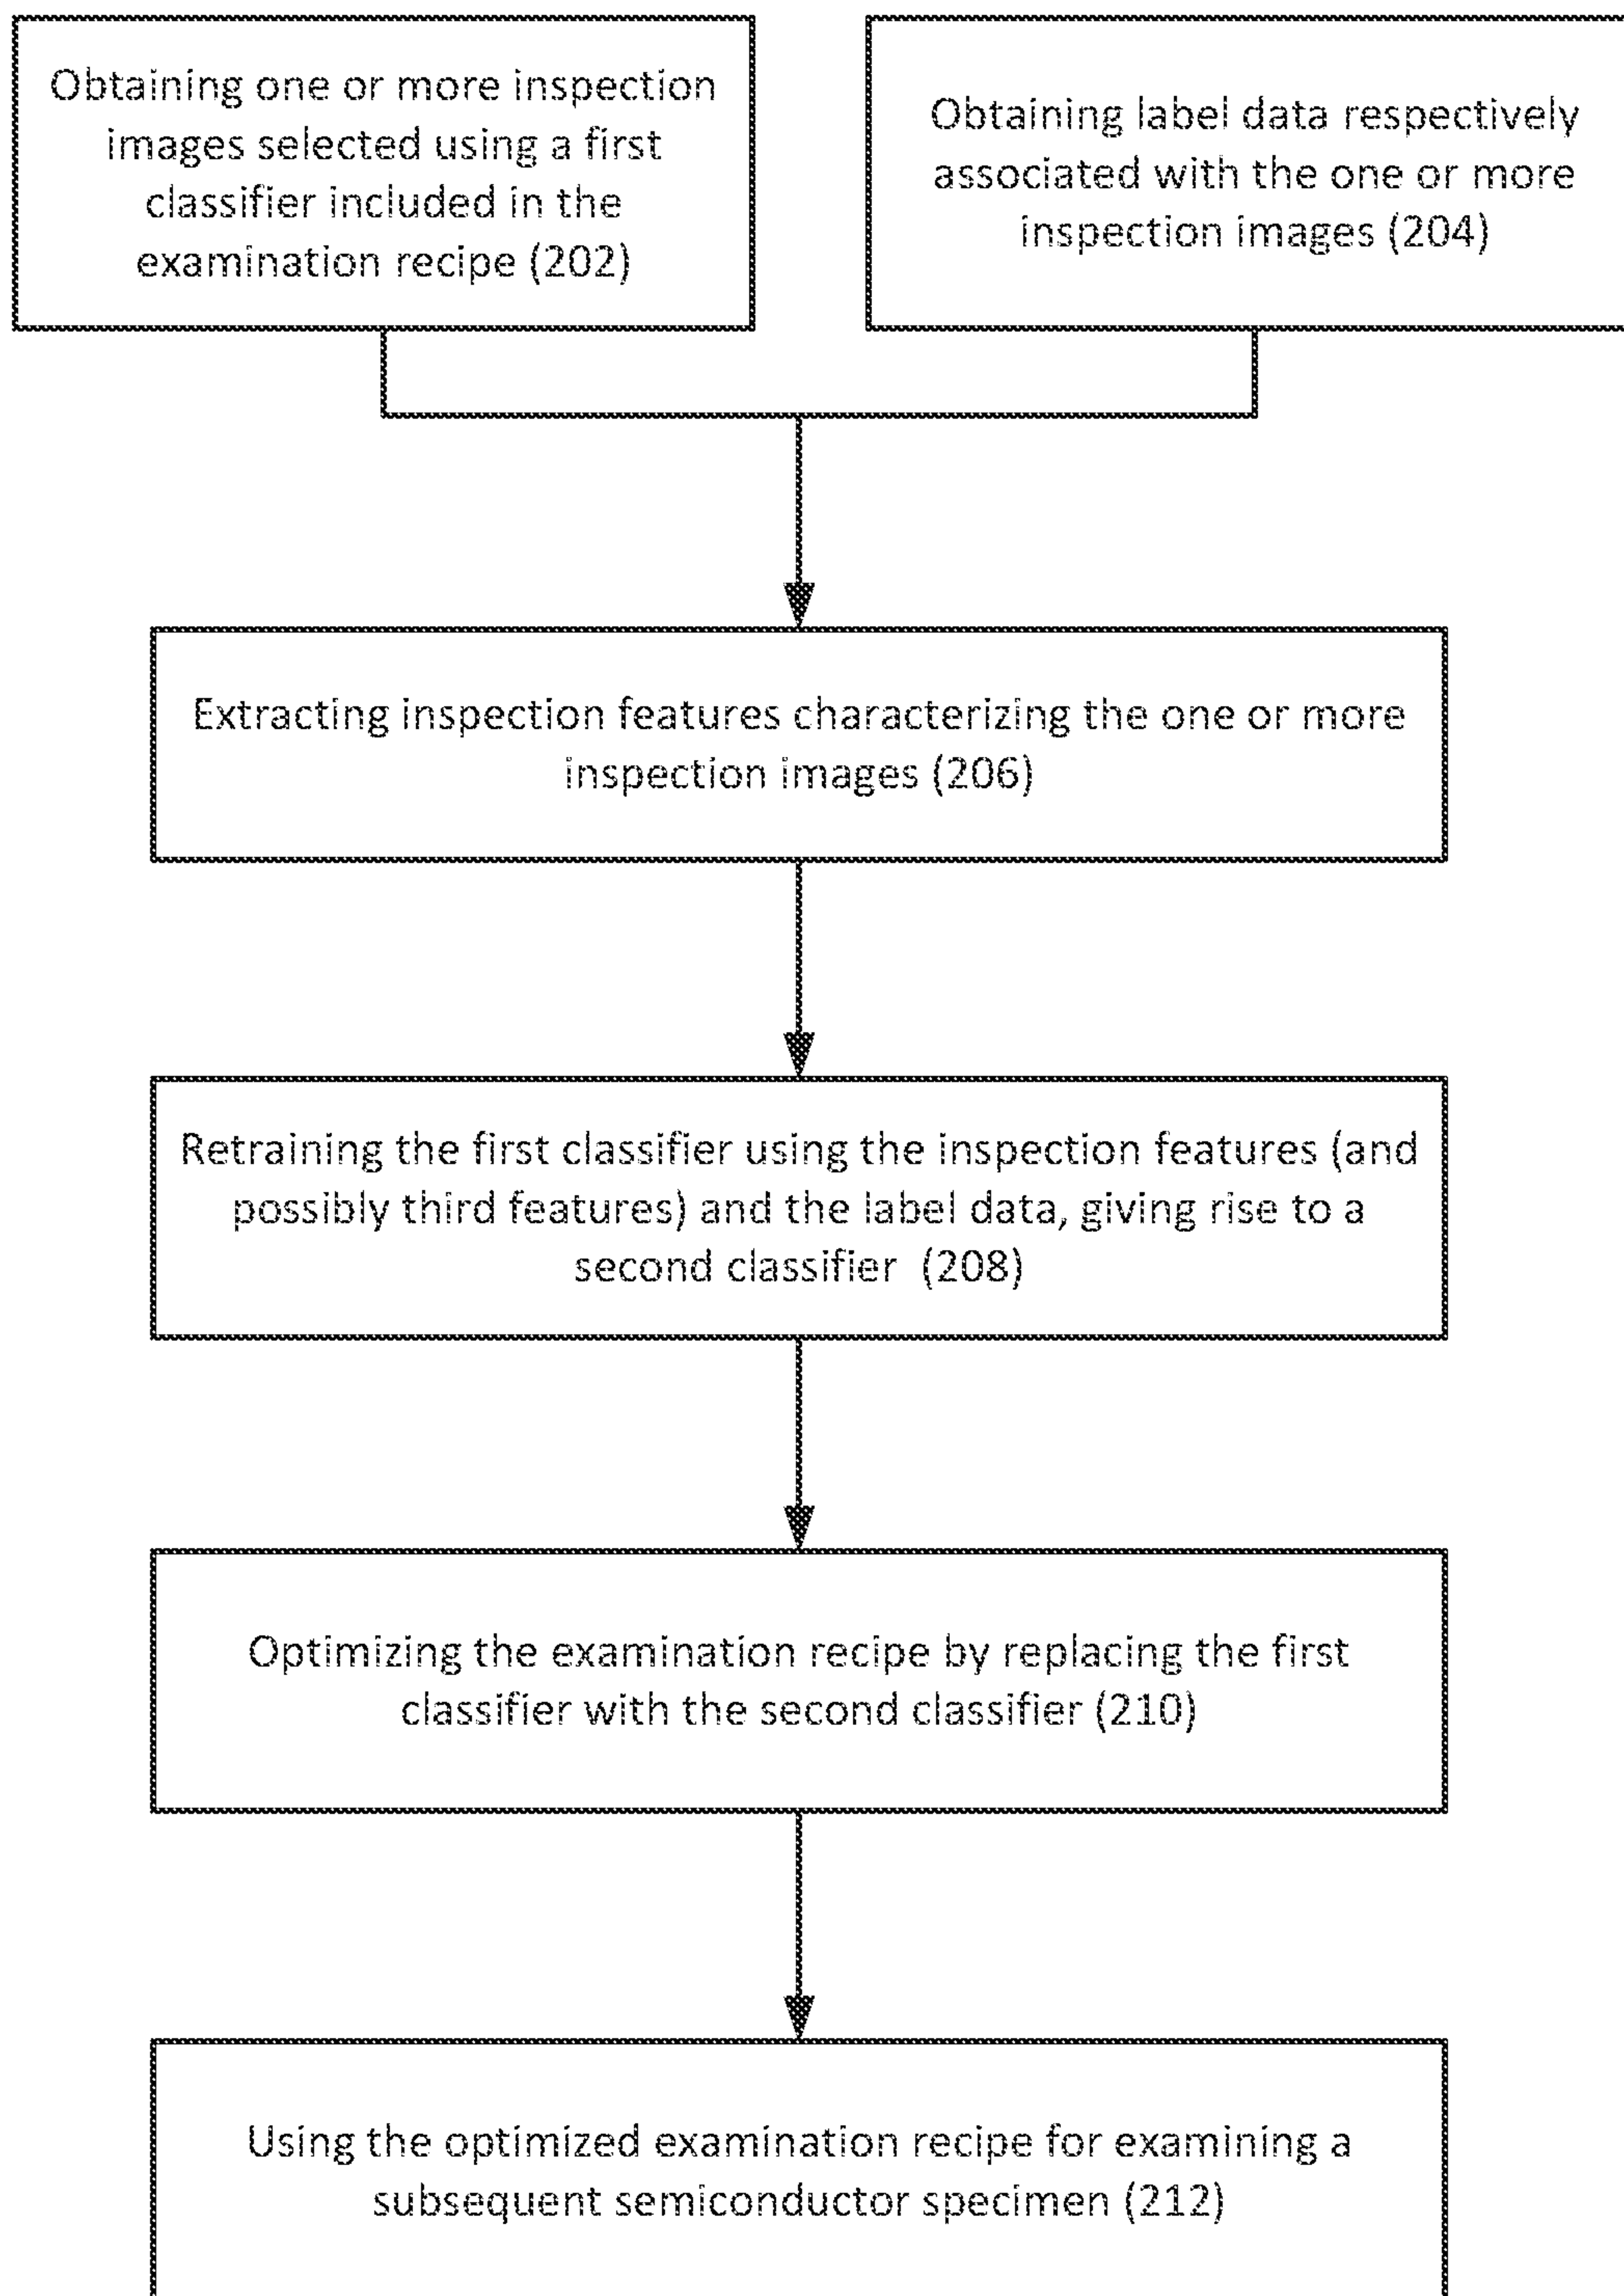 Obtaining one or more inspection
images selected using a first
classifier included in the
examination recipe (202)
Obtaining label data respectively
associated with the one or more
inspection images (204)
Extracting inspection features characterizing the one or more
inspection images (206)
Retraining the first classifier using the inspection features (and
possibly third features) and the label data, giving rise to a
second classifier (208)
Optimizing the examination recipe by replacing the first
classifier with the second classifier (210)
Using the optimized examination recipe for examining a
subsequent semiconductor specimen (212)